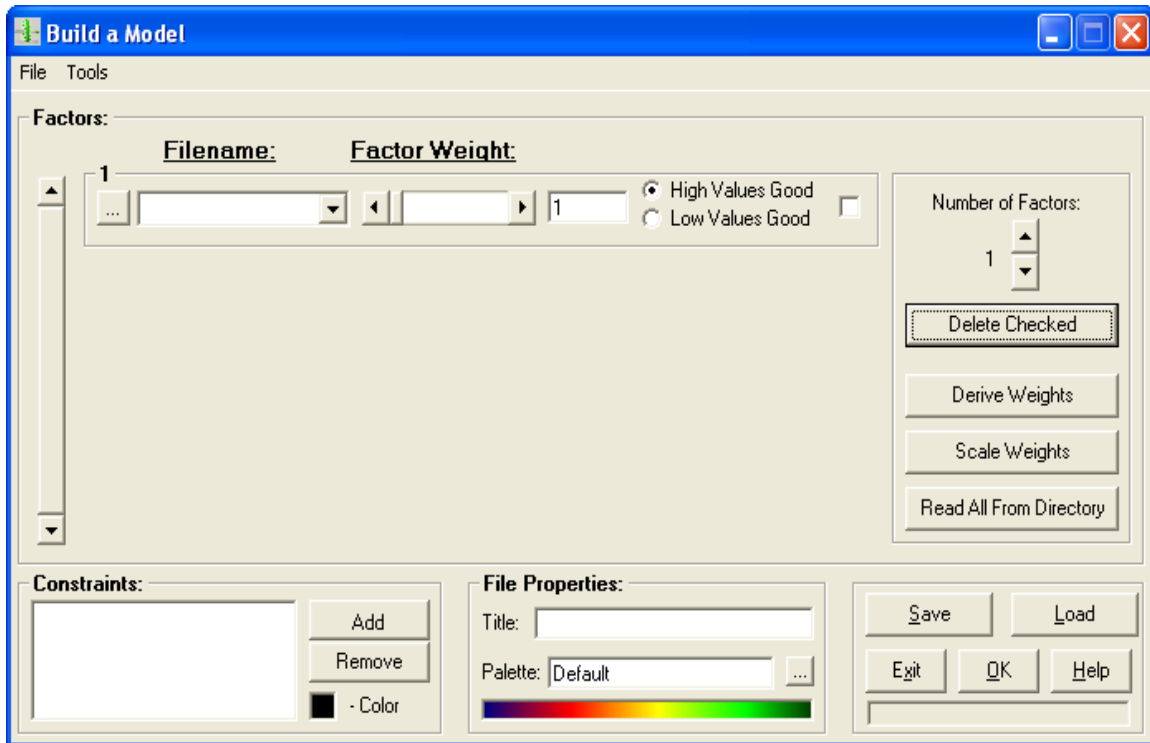 Build a Model
File Tools
Factors:
Filename: Factor Weight:
1
... 1 High Values Good
Low Values Good
Number of Factors:
1
Delete Checked
Derive Weights
Scale Weights
Read All From Directory
Constraints:
Add
Remove
- Color
File Properties:
Title:
Palette: Default ...
Save Load
Exit OK Help